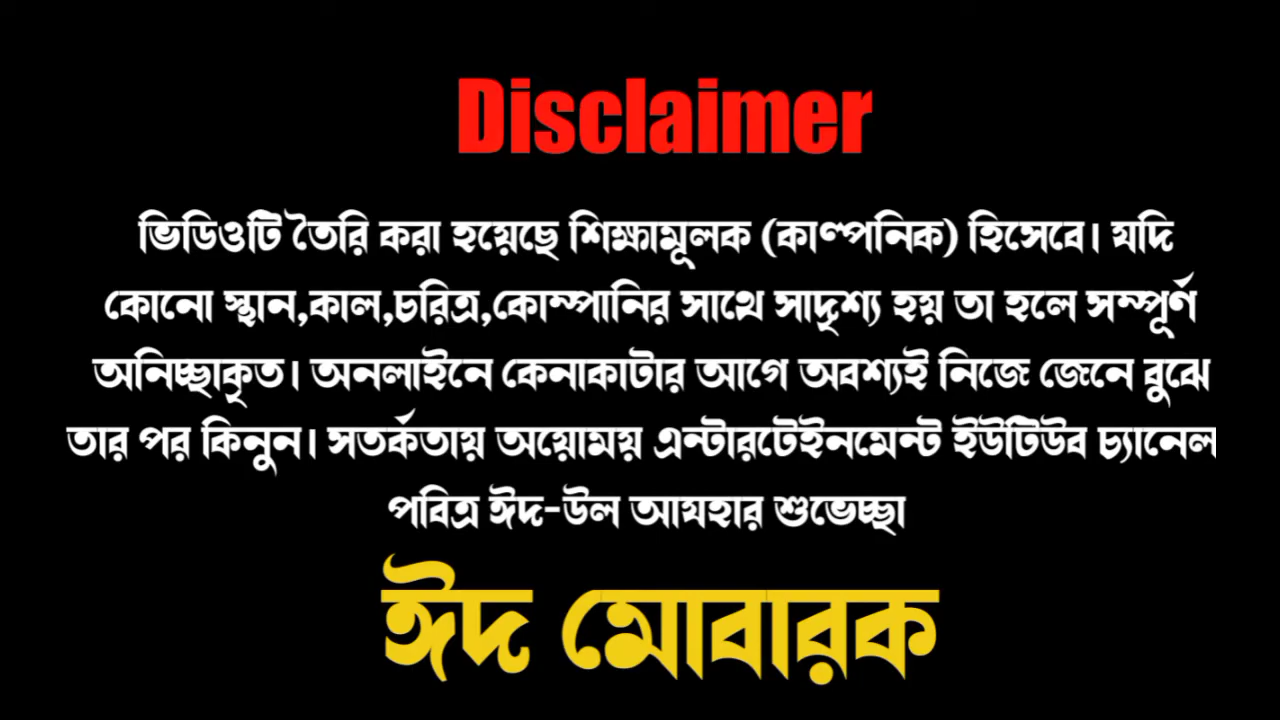 Disclaimer
ভিডিওটি তৈরি করা হয়েছে শিক্ষামূলক (কাল্পনিক) হিসেবে। যদি
কোনো স্থান,কাল,চরিত্র,কোম্পানির সাথে সাদৃশ্য হয় তা হলে সম্পূর্ণ
অনিচ্ছাকৃত। অনলাইনে কেনাকাটার আগে অবশ্যই নিজে জেনে বুঝে
তার পর কিনুন। সতর্কতায় অয়োময় এন্টারটেইনমেন্ট ইউটিউব চ্যানেল
পবিত্র ঈদ-উল আযহার শুভেচ্ছা
ঈদ মোবারক